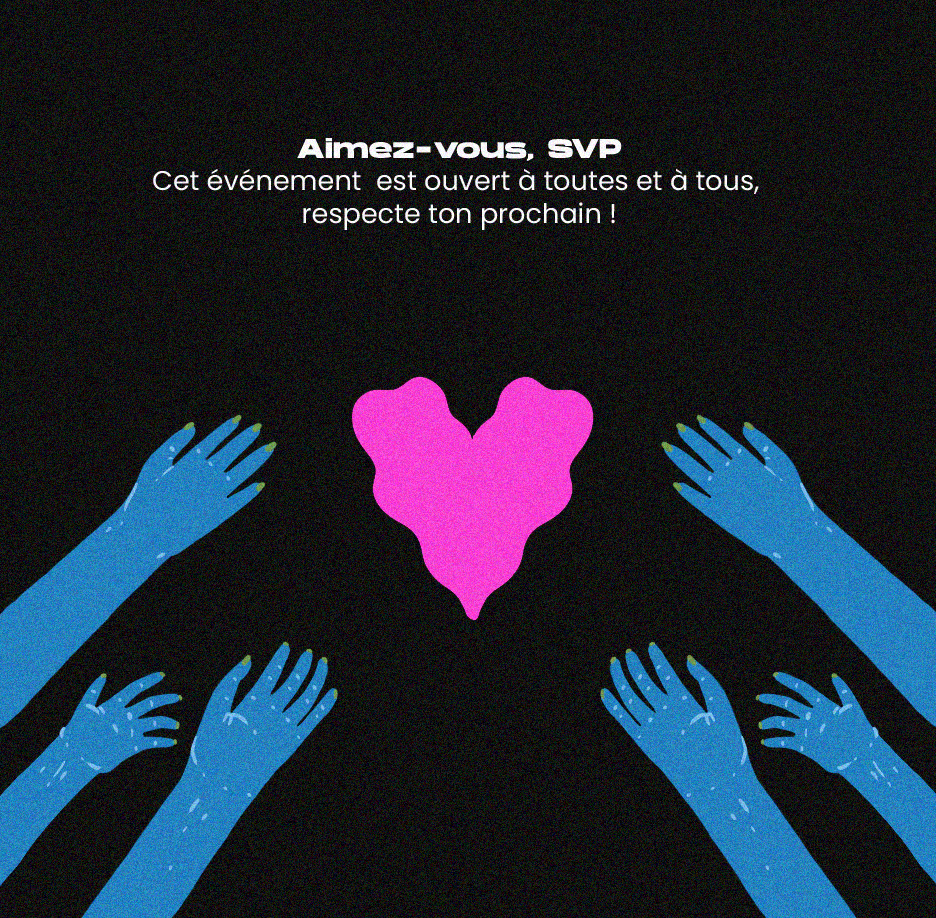 Aimez-vous, SVP
Cet événement  est ouvert à toutes et à tous,
respecte ton prochain !